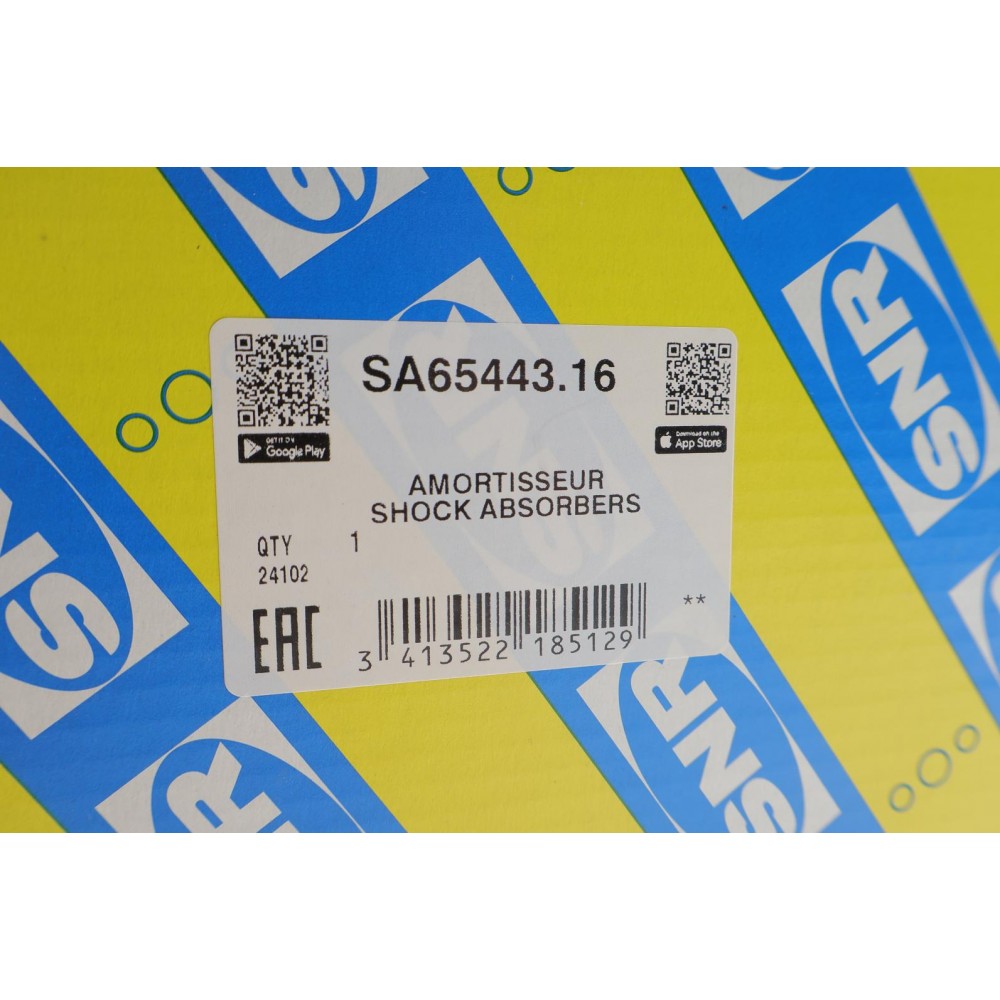 SNR
SNR
SA65443.16
GET IT ON
Google Play
Download on the
App Store
AMORTISSEUR
SHOCK ABSORBERS
QTY 1
24102
EAC
3 413522 185129
**
SNR
SNR
SNR